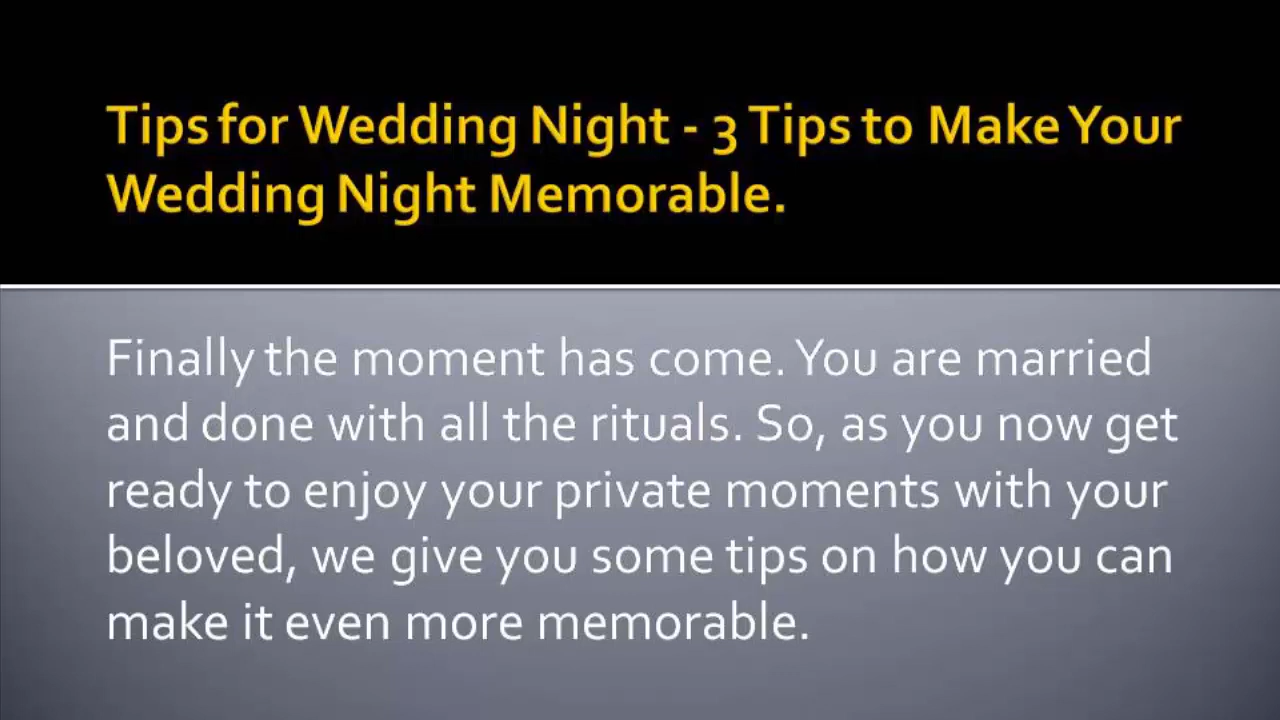 Tips for Wedding Night - 3 Tips to Make Your
Wedding Night Memorable.
Finally the moment has come. You are married
and done with all the rituals. So, as you now get
ready to enjoy your private moments with your
beloved, we give you some tips on how you can
make it even more memorable.